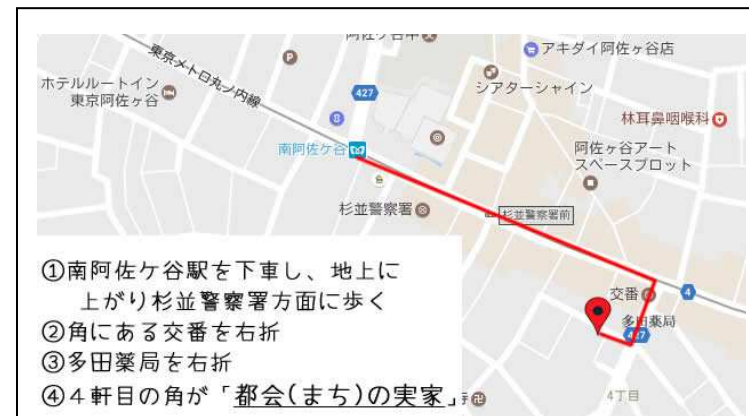 東京メトロ丸ノ内線
アキダイ阿佐ヶ谷店
ホテルルートイン
東京阿佐ヶ谷
427
シアターシャイン
林耳鼻咽喉科
南阿佐ケ谷
阿佐ヶ谷アート
スペースブロット
杉並警察署
杉並警察署前
交番
4
多田薬局
427
4丁目
①南阿佐ケ谷駅を下車し、地上に
上がり杉並警察署方面に歩く
②角にある交番を右折
③多田薬局を右折
④4軒目の角が「都会(まち)の実家」